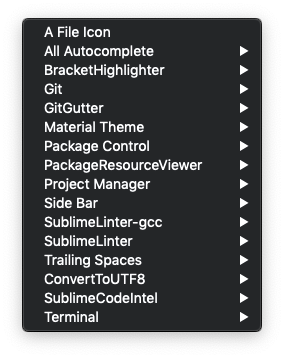 A File Icon
All Autocomplete
BracketHighlighter
Git
GitGutter
Material Theme
Package Control
PackageResourceViewer
Project Manager
Side Bar
SublimeLinter-gcc
SublimeLinter
Trailing Spaces
ConvertToUTF8
SublimeCodeIntel
Terminal